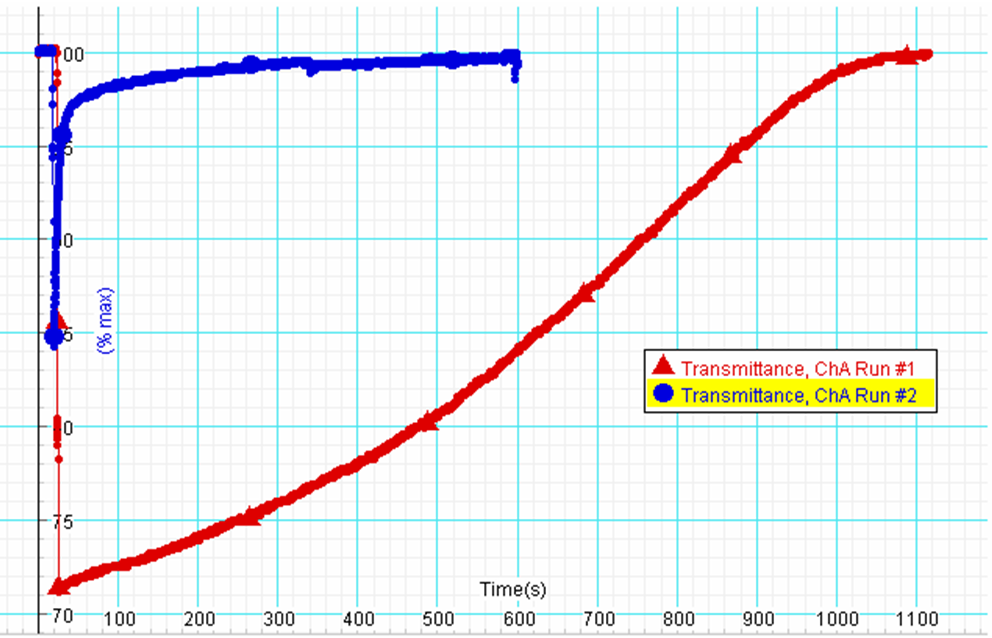 00
5
0
(% max)
5
Transmittance, ChA Run #1
Transmittance, ChA Run #2
0
75
Time(s)
70
100 200 300 400 500 600 700 800 900 1000 1100